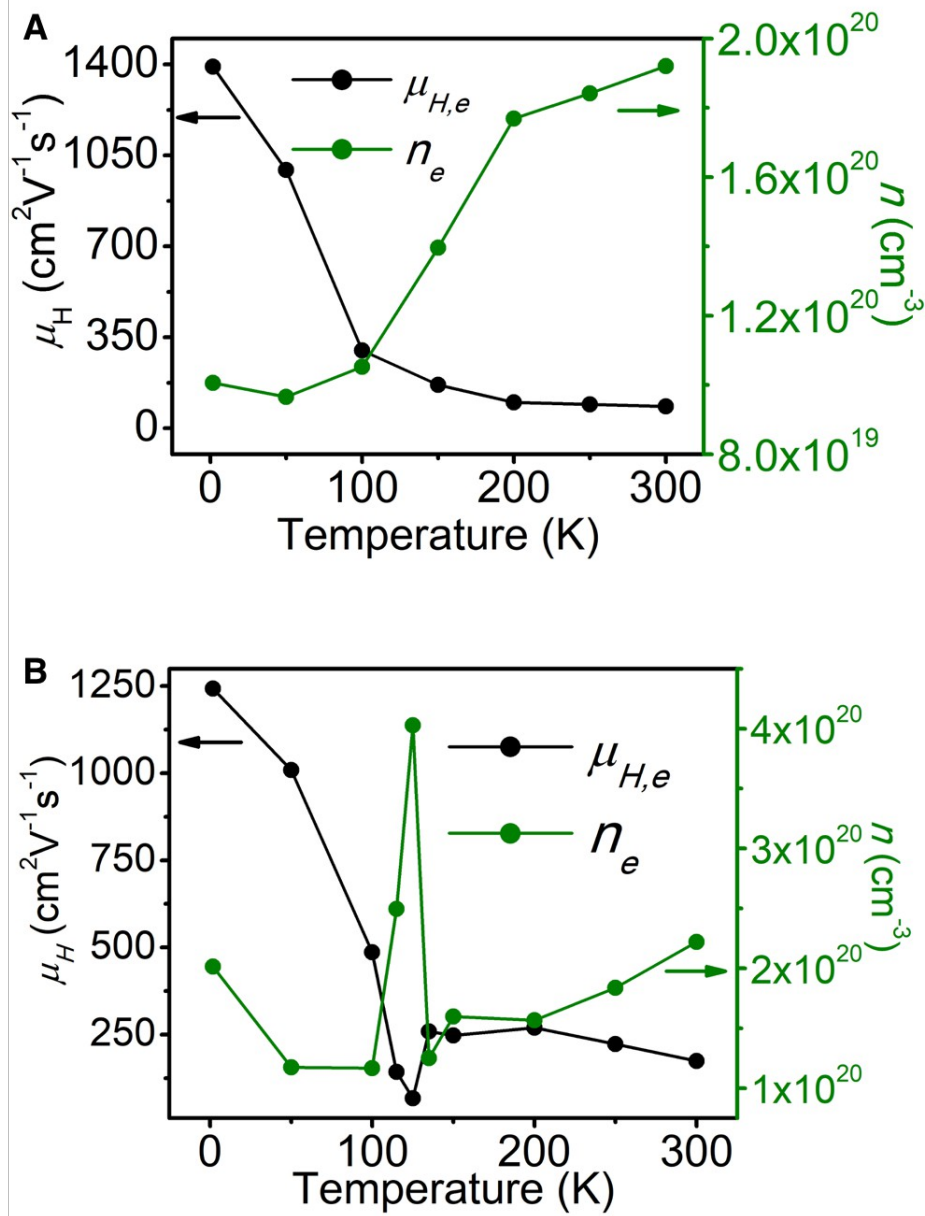 A
μH (cm2V-1s-1)
1400
1050
700
350
0
μH,e
ne
2.0x10^20
1.6x10^20
1.2x10^20
8.0x10^19
n (cm-3)
0 100 200 300
Temperature (K)
B
μH (cm2V-1s-1)
1250
1000
750
500
250
μH,e
ne
4x10^20
3x10^20
2x10^20
1x10^20
n (cm-3)
0 100 200 300
Temperature (K)